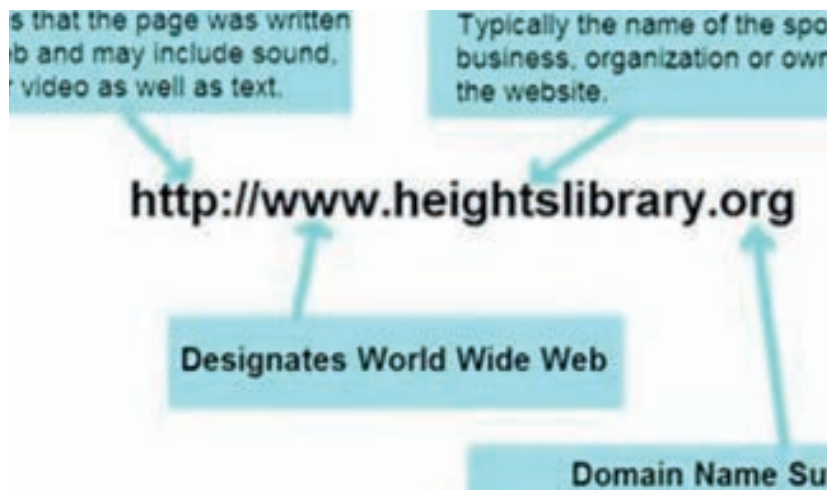 s that the page was written
b and may include sound,
video as well as text.
Typically the name of the spo
business, organization or own
the website.
http://www.heightslibrary.org
Designates World Wide Web
Domain Name Su